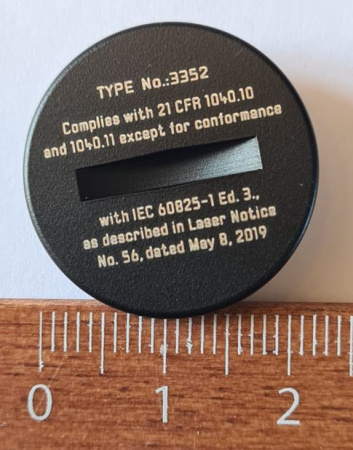 TYPE No.:3352
Complies with 21 CFR 1040.10
and 1040.11 except for conformance
with IEC 60825-1 Ed. 3.,
as described in Laser Notice
No. 56, dated May 8, 2019
0 1 2